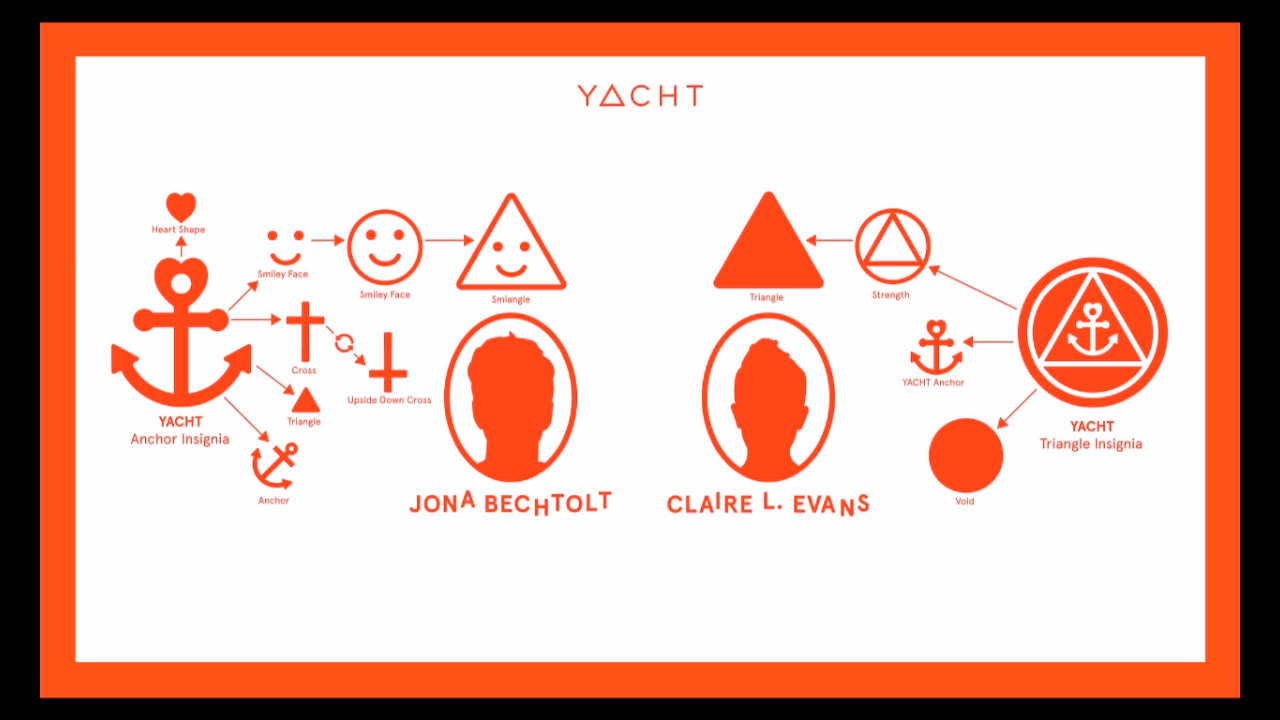 YACHT
Heart Shape
Smiley Face
Smiley Face
Smiangle
Cross
Upside Down Cross
Triangle
YACHT
Anchor Insignia
Anchor
JONA BECHTOLT
Triangle
Strength
YACHT Anchor
YACHT
Triangle Insignia
Void
CLAIRE L. EVANS